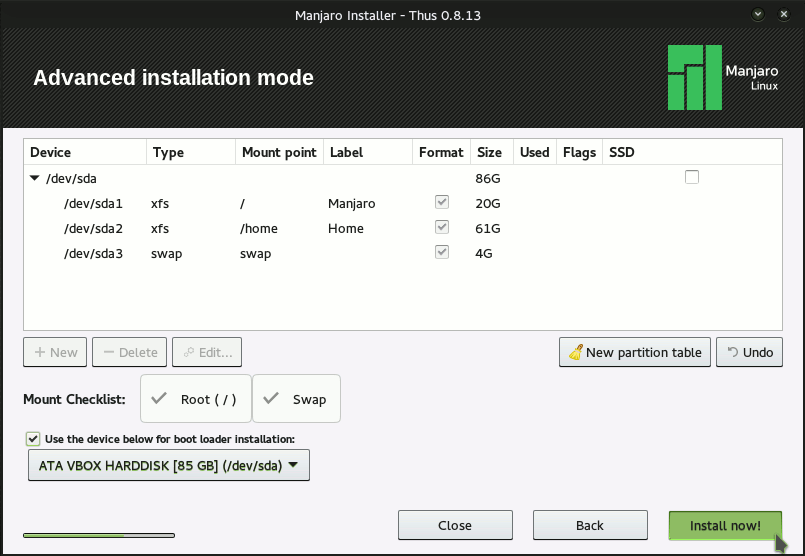 Manjaro Installer - Thus 0.8.13
Advanced installation mode
Manjaro
Linux
Device Type Mount point Label Format Size Used Flags SSD
/dev/sda 86G
/dev/sda1 xfs / Manjaro 20G
/dev/sda2 xfs /home Home 61G
/dev/sda3 swap swap 4G
New Delete Edit... New partition table Undo
Mount Checklist: Root ( / ) Swap
Use the device below for boot loader installation:
ATA VBOX HARDDISK [85 GB] (/dev/sda)
Close Back Install now!